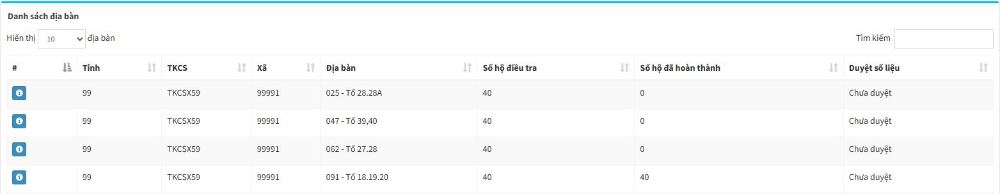 Danh sách địa bàn
Hiển thị 10 địa bàn Tìm kiếm
# Tỉnh TKCS Xã Địa bàn Số hộ điều tra Số hộ đã hoàn thành Duyệt số liệu
99 TKCSX59 99991 025 - Tổ 28.28A 40 0 Chưa duyệt
99 TKCSX59 99991 047 - Tổ 39,40 40 0 Chưa duyệt
99 TKCSX59 99991 062 - Tổ 27.28 40 0 Chưa duyệt
99 TKCSX59 99991 091 - Tổ 18.19.20 40 40 Chưa duyệt